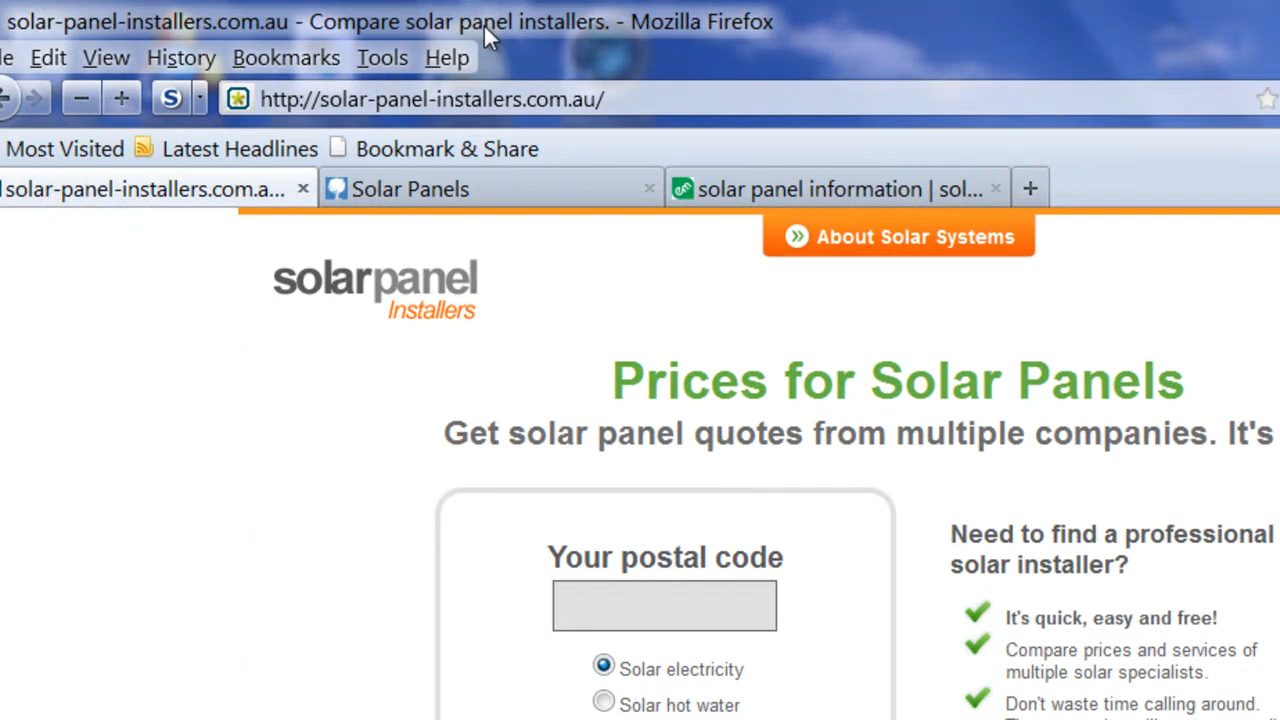 solar-panel-installers.com.au - Compare solar panel installers. - Mozilla Firefox
Edit View History Bookmarks Tools Help
http://solar-panel-installers.com.au/
Most Visited Latest Headlines Bookmark & Share
solar-panel-installers.com.a... Solar Panels solar panel information | sol...
About Solar Systems
solarpanel
Installers
Prices for Solar Panels
Get solar panel quotes from multiple companies. It's
Your postal code
Solar electricity
Solar hot water
Need to find a professional
solar installer?
It's quick, easy and free!
Compare prices and services of
multiple solar specialists.
Don't waste time calling around.